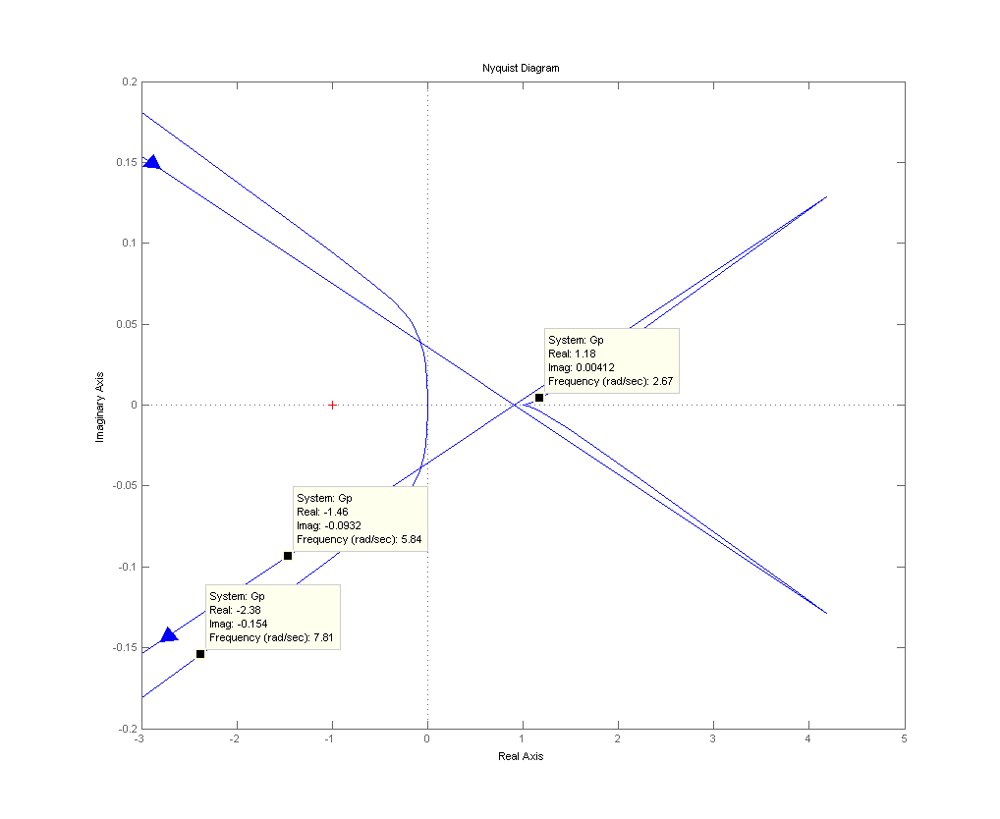 Nyquist Diagram
0.2
0.15
0.1
0.05
0
-0.05
-0.1
-0.15
-0.2
Imaginary Axis
System: Gp
Real: 1.18
Imag: 0.00412
Frequency (rad/sec): 2.67
System: Gp
Real: -1.46
Imag: -0.0932
Frequency (rad/sec): 5.84
System: Gp
Real: -2.38
Imag: -0.154
Frequency (rad/sec): 7.81
-3 -2 -1 0 1 2 3 4 5
Real Axis